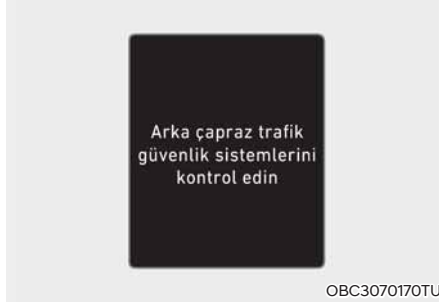 Arka çapraz trafik
güvenlik sistemlerini
kontrol edin
OBC3070170TU